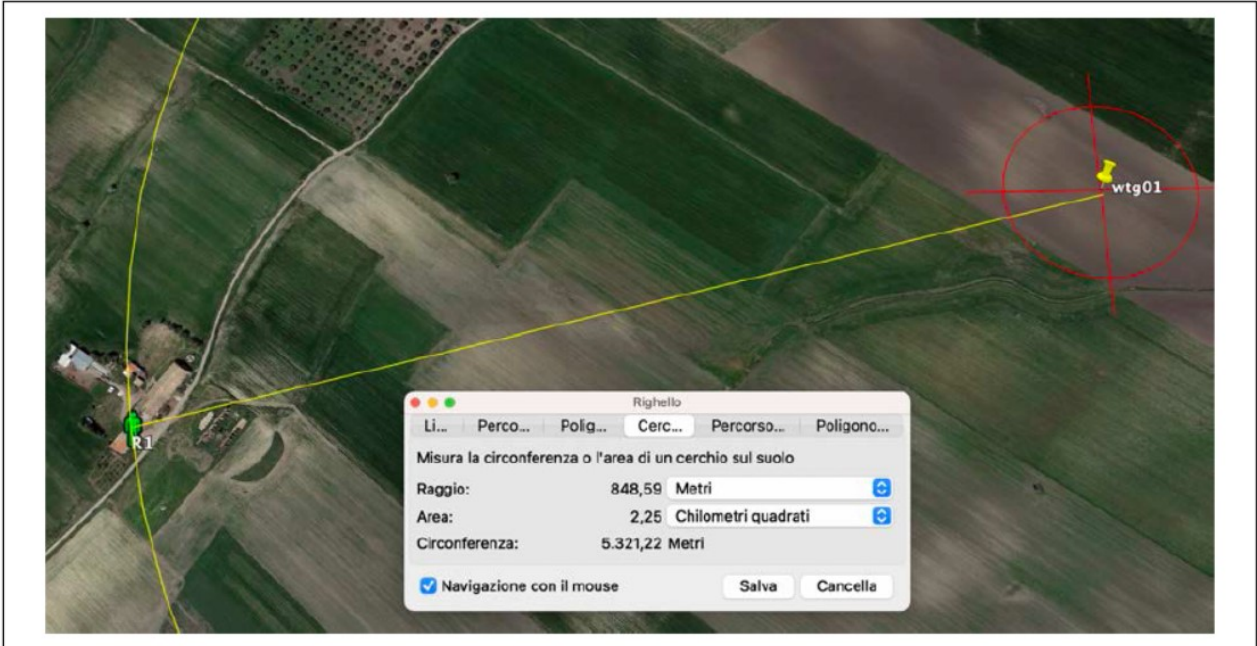 wtg01
R1
Righello
Li... Perco... Polig... Cerc... Percorso... Poligono...
Misura la circonferenza o l'area di un cerchio sul suolo
Raggio: 848,59 Metri
Area: 2,25 Chilometri quadrati
Circonferenza: 5.321,22 Metri
Navigazione con il mouse Salva Cancella